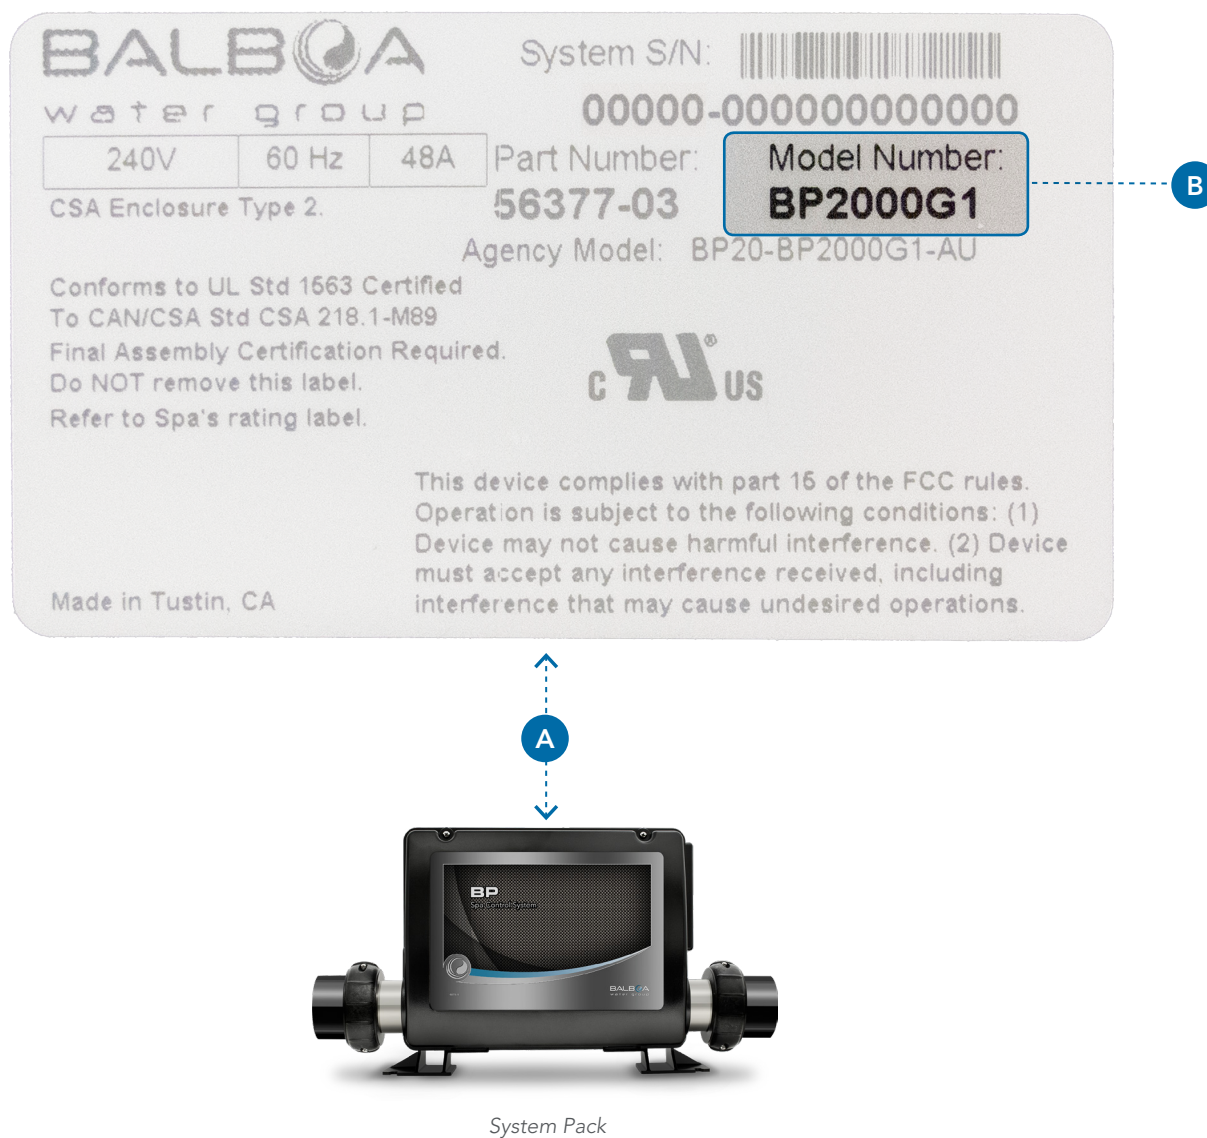 BALBOA
water group
System S/N:
00000-000000000000
240V 60 Hz 48A
Part Number:
56377-03
Model Number:
BP2000G1
B
CSA Enclosure Type 2.
Agency Model: BP20-BP2000G1-AU
Conforms to UL Std 1563 Certified
To CAN/CSA Std CSA 218.1-M89
Final Assembly Certification Required.
Do NOT remove this label.
Refer to Spa's rating label.
C RU ® US
This device complies with part 15 of the FCC rules.
Operation is subject to the following conditions: (1)
Device may not cause harmful interference. (2) Device
must accept any interference received, including
interference that may cause undesired operations.
Made in Tustin, CA
A
BP
Spa Control System
BALBOA
water group
System Pack